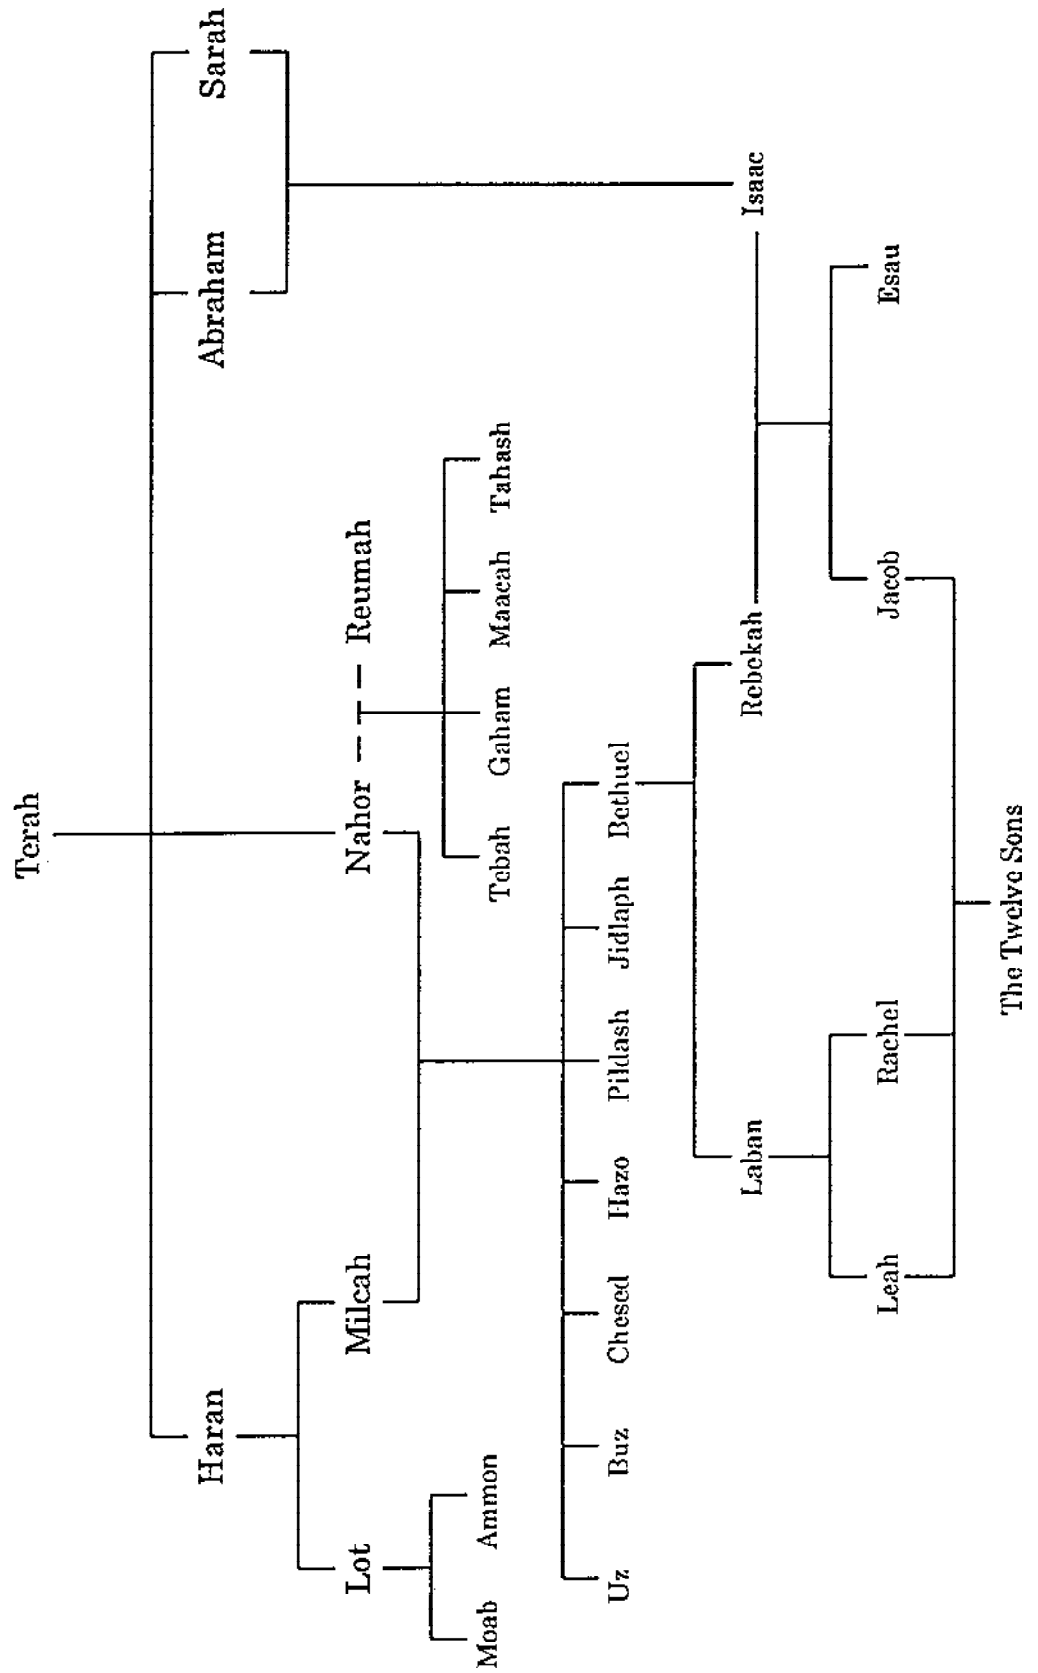 Terah
Haran Abraham Sarah
Lot Milcah Nahor Reumah
Moab Ammon Tebah Gaham Maacah Tahash
Uz Buz Chesed Hazo Pildash Jidlaph Bethuel
Laban Rebekah Isaac
Leah Rachel Jacob Esau
The Twelve Sons